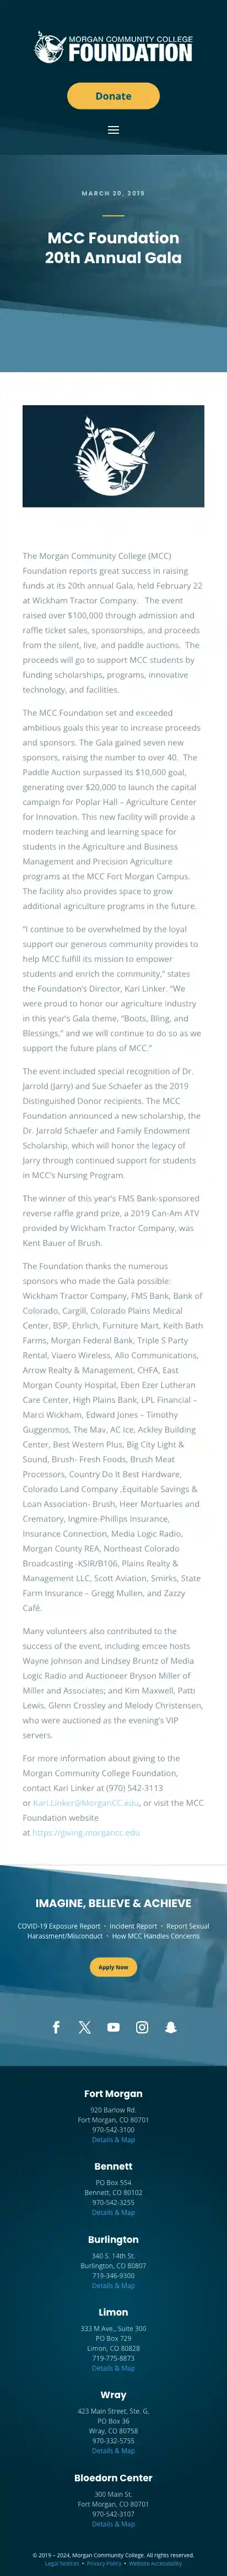 MORGAN COMMUNITY COLLEGE
FOUNDATION
Donate
MARCH 20, 2019
MCC Foundation
20th Annual Gala
The Morgan Community College (MCC)
Foundation reports great success in raising
funds at its 20th annual Gala, held February 22
at Wickham Tractor Company.   The event
raised over $100,000 through admission and
raffle ticket sales, sponsorships, and proceeds
from the silent, live, and paddle auctions.  The
proceeds will go to support MCC students by
funding scholarships, programs, innovative
technology, and facilities.
The MCC Foundation set and exceeded
ambitious goals this year to increase proceeds
and sponsors. The Gala gained seven new
sponsors, raising the number to over 40.  The
Paddle Auction surpassed its $10,000 goal,
generating over $20,000 to launch the capital
campaign for Poplar Hall – Agriculture Center
for Innovation. This new facility will provide a
modern teaching and learning space for
students in the Agriculture and Business
Management and Precision Agriculture
programs at the MCC Fort Morgan Campus.
The facility also provides space to grow
additional agriculture programs in the future.
“I continue to be overwhelmed by the loyal
support our generous community provides to
help MCC fulfill its mission to empower
students and enrich the community,” states
the Foundation’s Director, Kari Linker. “We
were proud to honor our agriculture industry
in this year’s Gala theme, “Boots, Bling, and
Blessings,” and we will continue to do so as we
support the future plans of MCC.”
The event included special recognition of Dr.
Jarrold (Jarry) and Sue Schaefer as the 2019
Distinguished Donor recipients. The MCC
Foundation announced a new scholarship, the
Dr. Jarrold Schaefer and Family Endowment
Scholarship, which will honor the legacy of
Jarry through continued support for students
in MCC’s Nursing Program.
The winner of this year’s FMS Bank-sponsored
reverse raffle grand prize, a 2019 Can-Am ATV
provided by Wickham Tractor Company, was
Kent Bauer of Brush.
The Foundation thanks the numerous
sponsors who made the Gala possible:
Wickham Tractor Company, FMS Bank, Bank of
Colorado, Cargill, Colorado Plains Medical
Center, BSP, Ehrlich, Furniture Mart, Keith Bath
Farms, Morgan Federal Bank, Triple S Party
Rental, Viaero Wireless, Allo Communications,
Arrow Realty & Management, CHFA, East
Morgan County Hospital, Eben Ezer Lutheran
Care Center, High Plains Bank, LPL Financial –
Marci Wickham, Edward Jones – Timothy
Guggenmos, The Mav, AC Ice, Ackley Building
Center, Best Western Plus, Big City Light &
Sound, Brush- Fresh Foods, Brush Meat
Processors, Country Do It Best Hardware,
Colorado Land Company ,Equitable Savings &
Loan Association- Brush, Heer Mortuaries and
Crematory, Ingmire-Phillips Insurance,
Insurance Connection, Media Logic Radio,
Morgan County REA, Northeast Colorado
Broadcasting -KSIR/B106, Plains Realty &
Management LLC, Scott Aviation, Smirks, State
Farm Insurance – Gregg Mullen, and Zazzy
Café.
Many volunteers also contributed to the
success of the event, including emcee hosts
Wayne Johnson and Lindsey Bruntz of Media
Logic Radio and Auctioneer Bryson Miller of
Miller and Associates; and Kim Maxwell, Patti
Lewis, Glenn Crossley and Melody Christensen,
who were auctioned as the evening’s VIP
servers.
For more information about giving to the
Morgan Community College Foundation,
contact Kari Linker at (970) 542-3113
or Kari.Linker@MorganCC.edu, or visit the MCC
Foundation website
at https://giving.morgancc.edu
IMAGINE, BELIEVE & ACHIEVE
COVID-19 Exposure Report • Incident Report • Report Sexual
Harassment/Misconduct • How MCC Handles Concerns
Apply Now
Fort Morgan
920 Barlow Rd.
Fort Morgan, CO 80701
970-542-3100
Details & Map
Bennett
PO Box 554
Bennett, CO 80102
970-542-3255
Details & Map
Burlington
340 S. 14th St.
Burlington, CO 80807
719-346-9300
Details & Map
Limon
333 M Ave., Suite 300
PO Box 729
Limon, CO 80828
719-775-8873
Details & Map
Wray
423 Main Street, Ste. G,
PO Box 36
Wray, CO 80758
970-332-5755
Details & Map
Bloedorn Center
300 Main St.
Fort Morgan, CO 80701
970-542-3107
Details & Map
© 2019 – 2024, Morgan Community College. All rights reserved.
Legal Notices • Privacy Policy • Website Accessibility